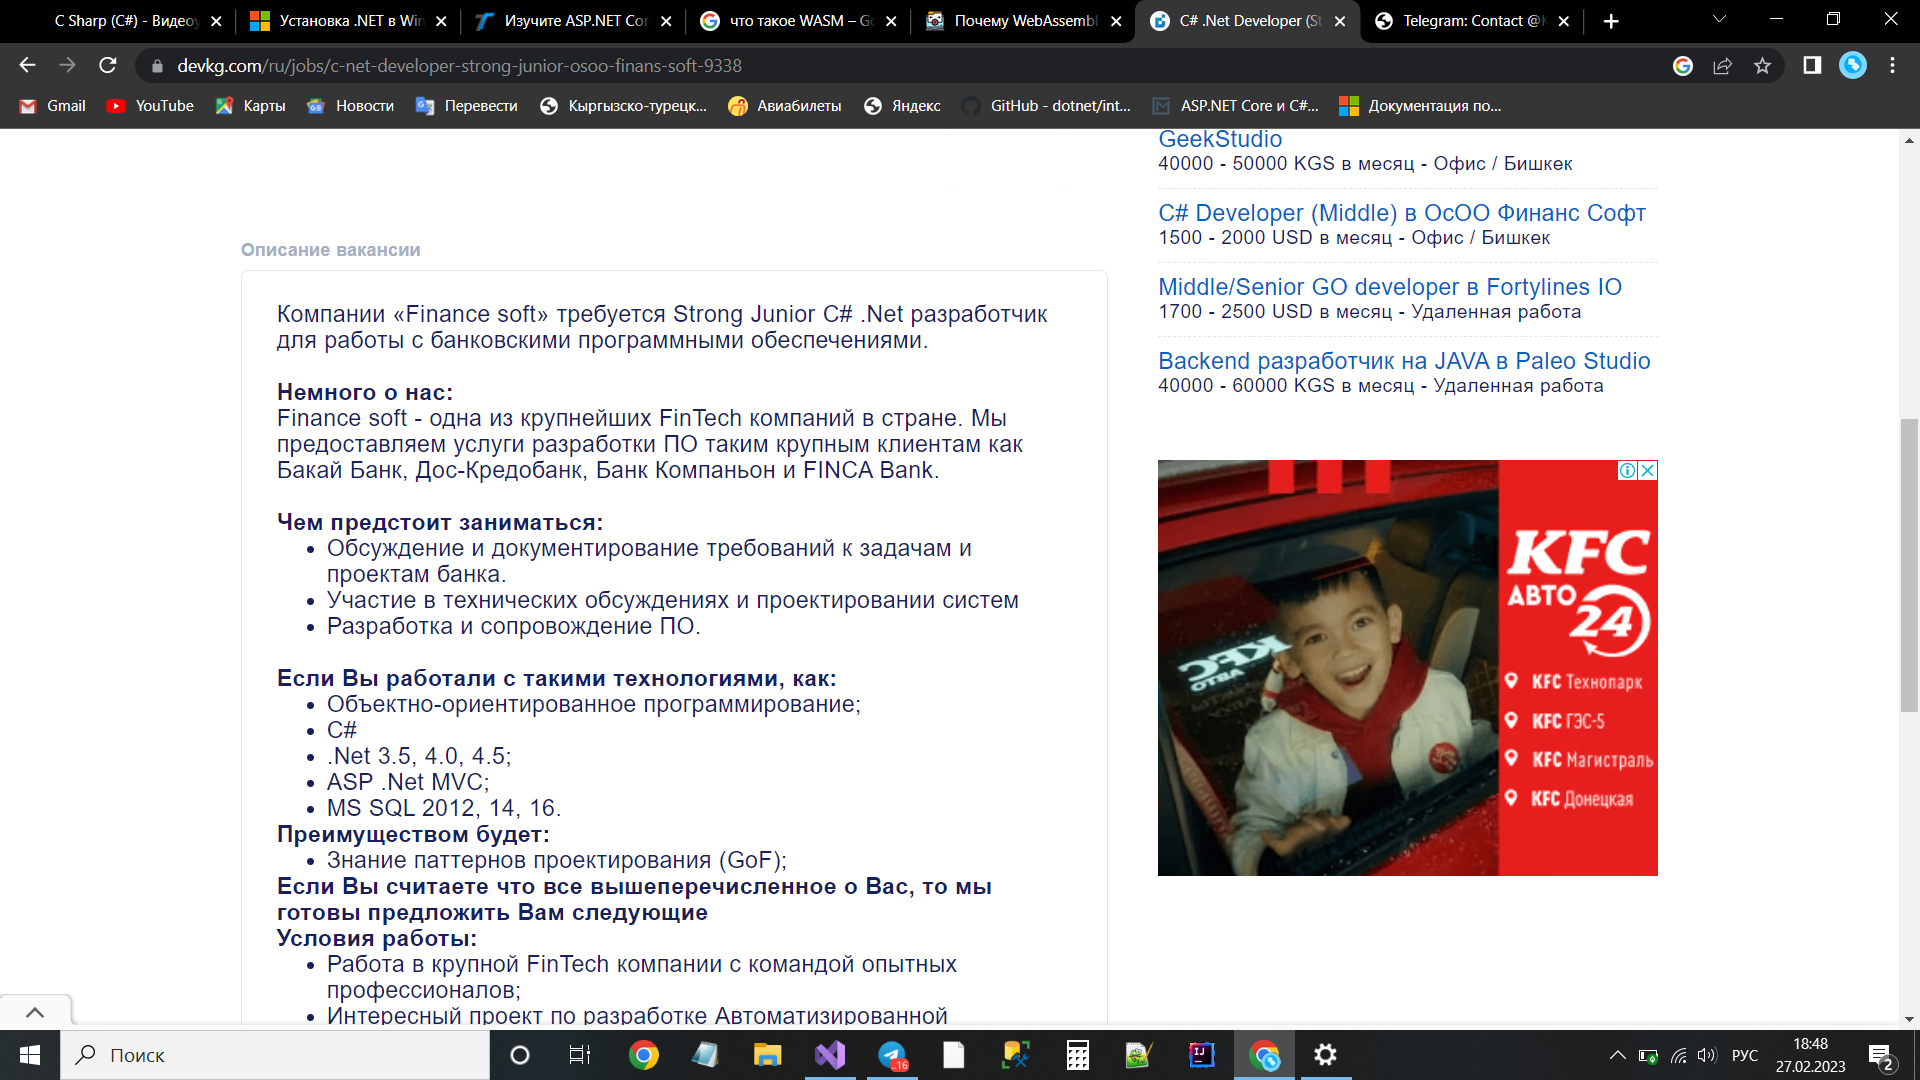 C Sharp (C#) - Видеоу
Установка .NET в Win
Изучите ASP.NET Cor
что такое WASM – Go
Почему WebAssembl
C# .Net Developer (St
Telegram: Contact @K
devkg.com/ru/jobs/c-net-developer-strong-junior-osoo-finans-soft-9338
Gmail
YouTube
Карты
Новости
Перевести
Кыргызско-турецк...
Авиабилеты
Яндекс
GitHub - dotnet/int...
ASP.NET Core и C#...
Документация по...
Описание вакансии
Компании «Finance soft» требуется Strong Junior C# .Net разработчик
для работы с банковскими программными обеспечениями.
Немного о нас:
Finance soft - одна из крупнейших FinTech компаний в стране. Мы
предоставляем услуги разработки ПО таким крупным клиентам как
Бакай Банк, Дос-Кредобанк, Банк Компаньон и FINCA Bank.
Чем предстоит заниматься:
• Обсуждение и документирование требований к задачам и
проектам банка.
• Участие в технических обсуждениях и проектировании систем
• Разработка и сопровождение ПО.
Если Вы работали с такими технологиями, как:
• Объектно-ориентированное программирование;
• C#
• .Net 3.5, 4.0, 4.5;
• ASP .Net MVC;
• MS SQL 2012, 14, 16.
Преимуществом будет:
• Знание паттернов проектирования (GoF);
Если Вы считаете что все вышеперечисленное о Вас, то мы
готовы предложить Вам следующие
Условия работы:
• Работа в крупной FinTech компании с командой опытных
профессионалов;
• Интересный проект по разработке Автоматизированной
GeekStudio
40000 - 50000 KGS в месяц - Офис / Бишкек
C# Developer (Middle) в ОсОО Финанс Софт
1500 - 2000 USD в месяц - Офис / Бишкек
Middle/Senior GO developer в Fortylines IO
1700 - 2500 USD в месяц - Удаленная работа
Backend разработчик на JAVA в Paleo Studio
40000 - 60000 KGS в месяц - Удаленная работа
KFC
АВТО
24
KFC Технопарк
KFC ГЭС-5
KFC Магистраль
KFC Донецкая
Поиск
..16
IJ
РУС
18:48
27.02.2023
2